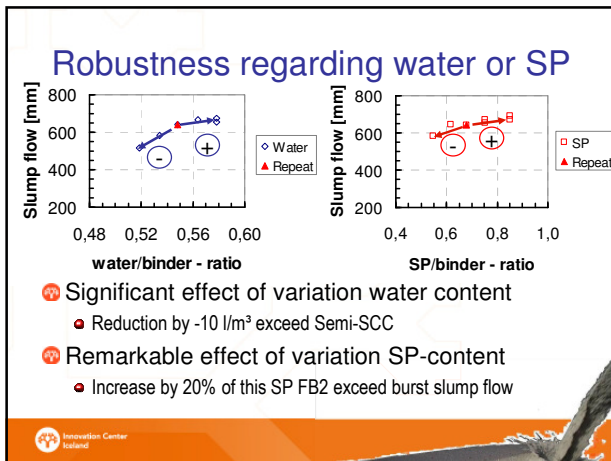 Robustness regarding water or SP
Slump flow [mm]
800
600
400
200
0,48 0,52 0,56 0,60
water/binder - ratio
-
+
Water
Repeat
Slump flow [mm]
800
600
400
200
0,4 0,6 0,8 1,0
SP/binder - ratio
-
+
SP
Repeat
Significant effect of variation water content
Reduction by -10 l/m³ exceed Semi-SCC
Remarkable effect of variation SP-content
Increase by 20% of this SP FB2 exceed burst slump flow
Innovation Center
Iceland